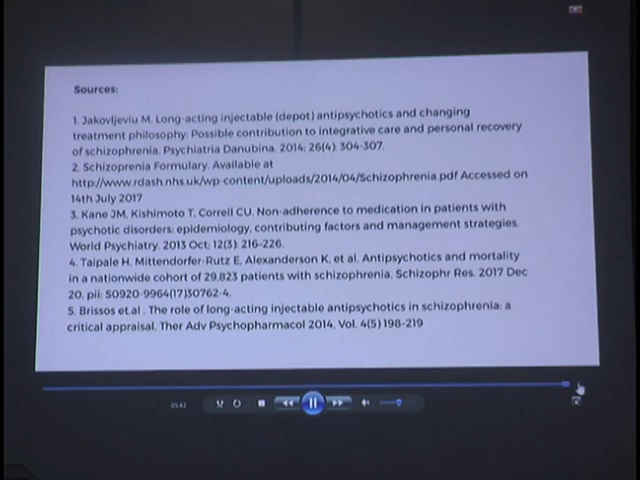 Sources:
1. Jakovljeviu M. Long-acting injectable (depot) antipsychotics and changing
treatment philosophy: Possible contribution to integrative care and personal recovery
of schizophrenia. Psychiatria Danubina. 2014; 26(4): 304-307.
2. Schizoprenia Formulary. Available at
http://www.rdash.nhs.uk/wp-content/uploads/2014/04/Schizophrenia.pdf Accessed on
14th July 2017
3. Kane JM, Kishimoto T, Correll CU. Non-adherence to medication in patients with
psychotic disorders: epidemiology, contributing factors and management strategies.
World Psychiatry. 2013 Oct; 12(3): 216-226.
4. Taipale H, Mittendorfer-Rutz E, Alexanderson K, et al. Antipsychotics and mortality
in a nationwide cohort of 29,823 patients with schizophrenia. Schizophr Res. 2017 Dec
20. pii: S0920-9964(17)30762-4.
5. Brissos et.al . The role of long-acting injectable antipsychotics in schizophrenia: a
critical appraisal. Ther Adv Psychopharmacol 2014, Vol. 4(5) 198-219
05:43